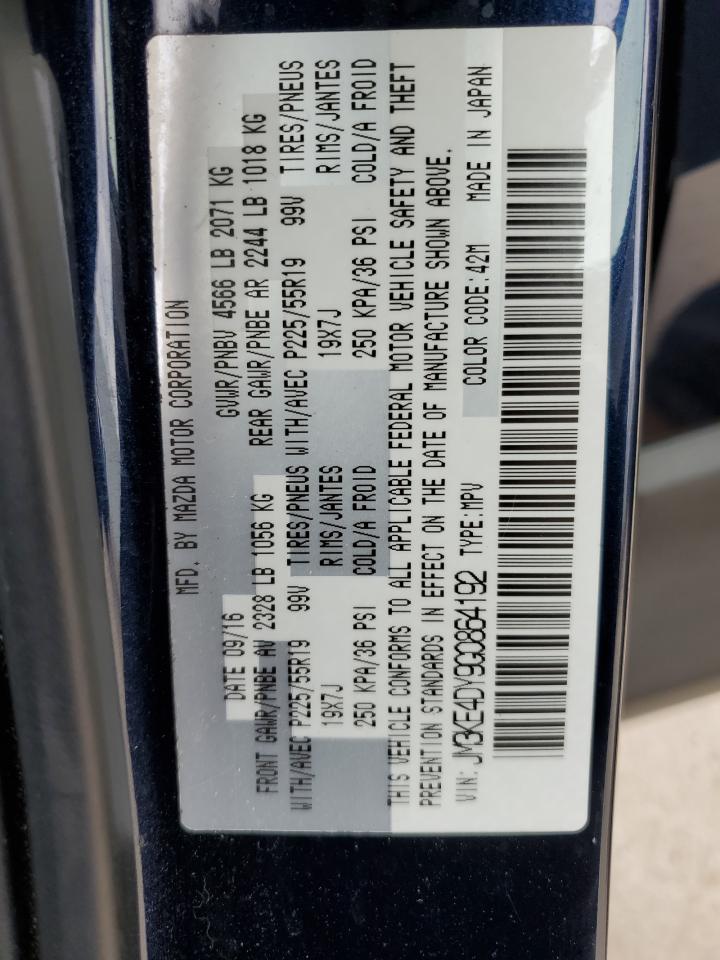 MFD. BY MAZDA MOTOR CORPORATION
DATE 09/16 GVWR/PNBV 4566 LB 2071 KG
FRONT GAWR/PNBE AV 2328 LB 1056 KG REAR GAWR/PNBE AR 2244 LB 1018 KG
WITH/AVEC P225/55R19 99V TIRES/PNEUS WITH/AVEC P225/55R19 99V TIRES/PNEUS
19X7J RIMS/JANTES 19X7J RIMS/JANTES
250 KPA/36 PSI COLD/A FROID 250 KPA/36 PSI COLD/A FROID
THIS VEHICLE CONFORMS TO ALL APPLICABLE FEDERAL MOTOR VEHICLE SAFETY AND THEFT
PREVENTION STANDARDS IN EFFECT ON THE DATE OF MANUFACTURE SHOWN ABOVE.
VIN: JM3KE4DY9G0864192 TYPE:MPV COLOR CODE:42M MADE IN JAPAN